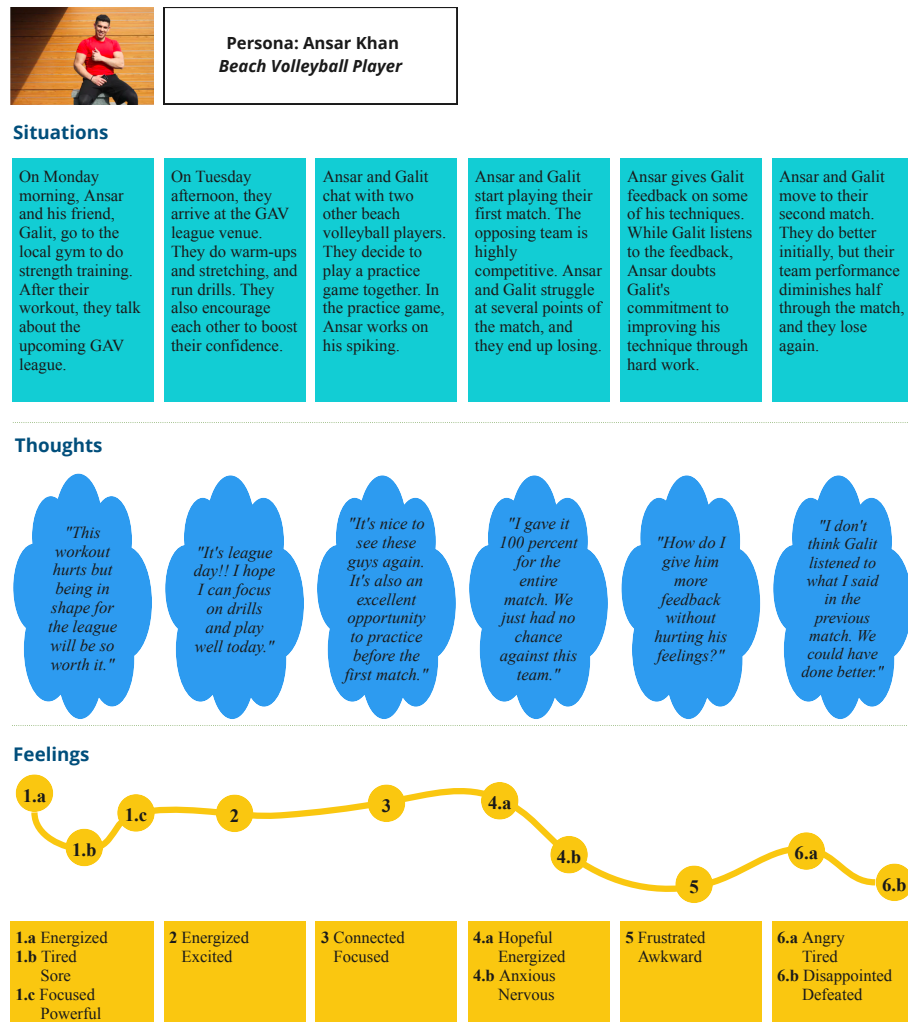 Persona: Ansar Khan
Beach Volleyball Player
Situations
On Monday
morning, Ansar
and his friend,
Galit, go to the
local gym to do
strength training.
After their
workout, they talk
about the
upcoming GAV
league.
On Tuesday
afternoon, they
arrive at the GAV
league venue.
They do warm-ups
and stretching, and
run drills. They
also encourage
each other to boost
their confidence.
Ansar and Galit
chat with two
other beach
volleyball players.
They decide to
play a practice
game together. In
the practice game,
Ansar works on
his spiking.
Ansar and Galit
start playing their
first match. The
opposing team is
highly
competitive. Ansar
and Galit struggle
at several points of
the match, and
they end up losing.
Ansar gives Galit
feedback on some
of his techniques.
While Galit listens
to the feedback,
Ansar doubts
Galit's
commitment to
improving his
technique through
hard work.
Ansar and Galit
move to their
second match.
They do better
initially, but their
team performance
diminishes half
through the match,
and they lose
again.
Thoughts
"This
workout
hurts but
being in
shape for
the league
will be so
worth it."
"It's league
day!! I hope
I can focus
on drills
and play
well today."
"It's nice to
see these
guys again.
It's also an
excellent
opportunity
to practice
before the
first match."
"I gave it
100 percent
for the
entire
match. We
just had no
chance
against this
team."
"How do I
give him
more
feedback
without
hurting his
feelings?"
"I don't
think Galit
listened to
what I said
in the
previous
match. We
could have
done better."
Feelings
1.a
1.b
1.c
2
3
4.a
4.b
5
6.a
6.b
1.a Energized
1.b Tired
Sore
1.c Focused
Powerful
2 Energized
Excited
3 Connected
Focused
4.a Hopeful
Energized
4.b Anxious
Nervous
5 Frustrated
Awkward
6.a Angry
Tired
6.b Disappointed
Defeated